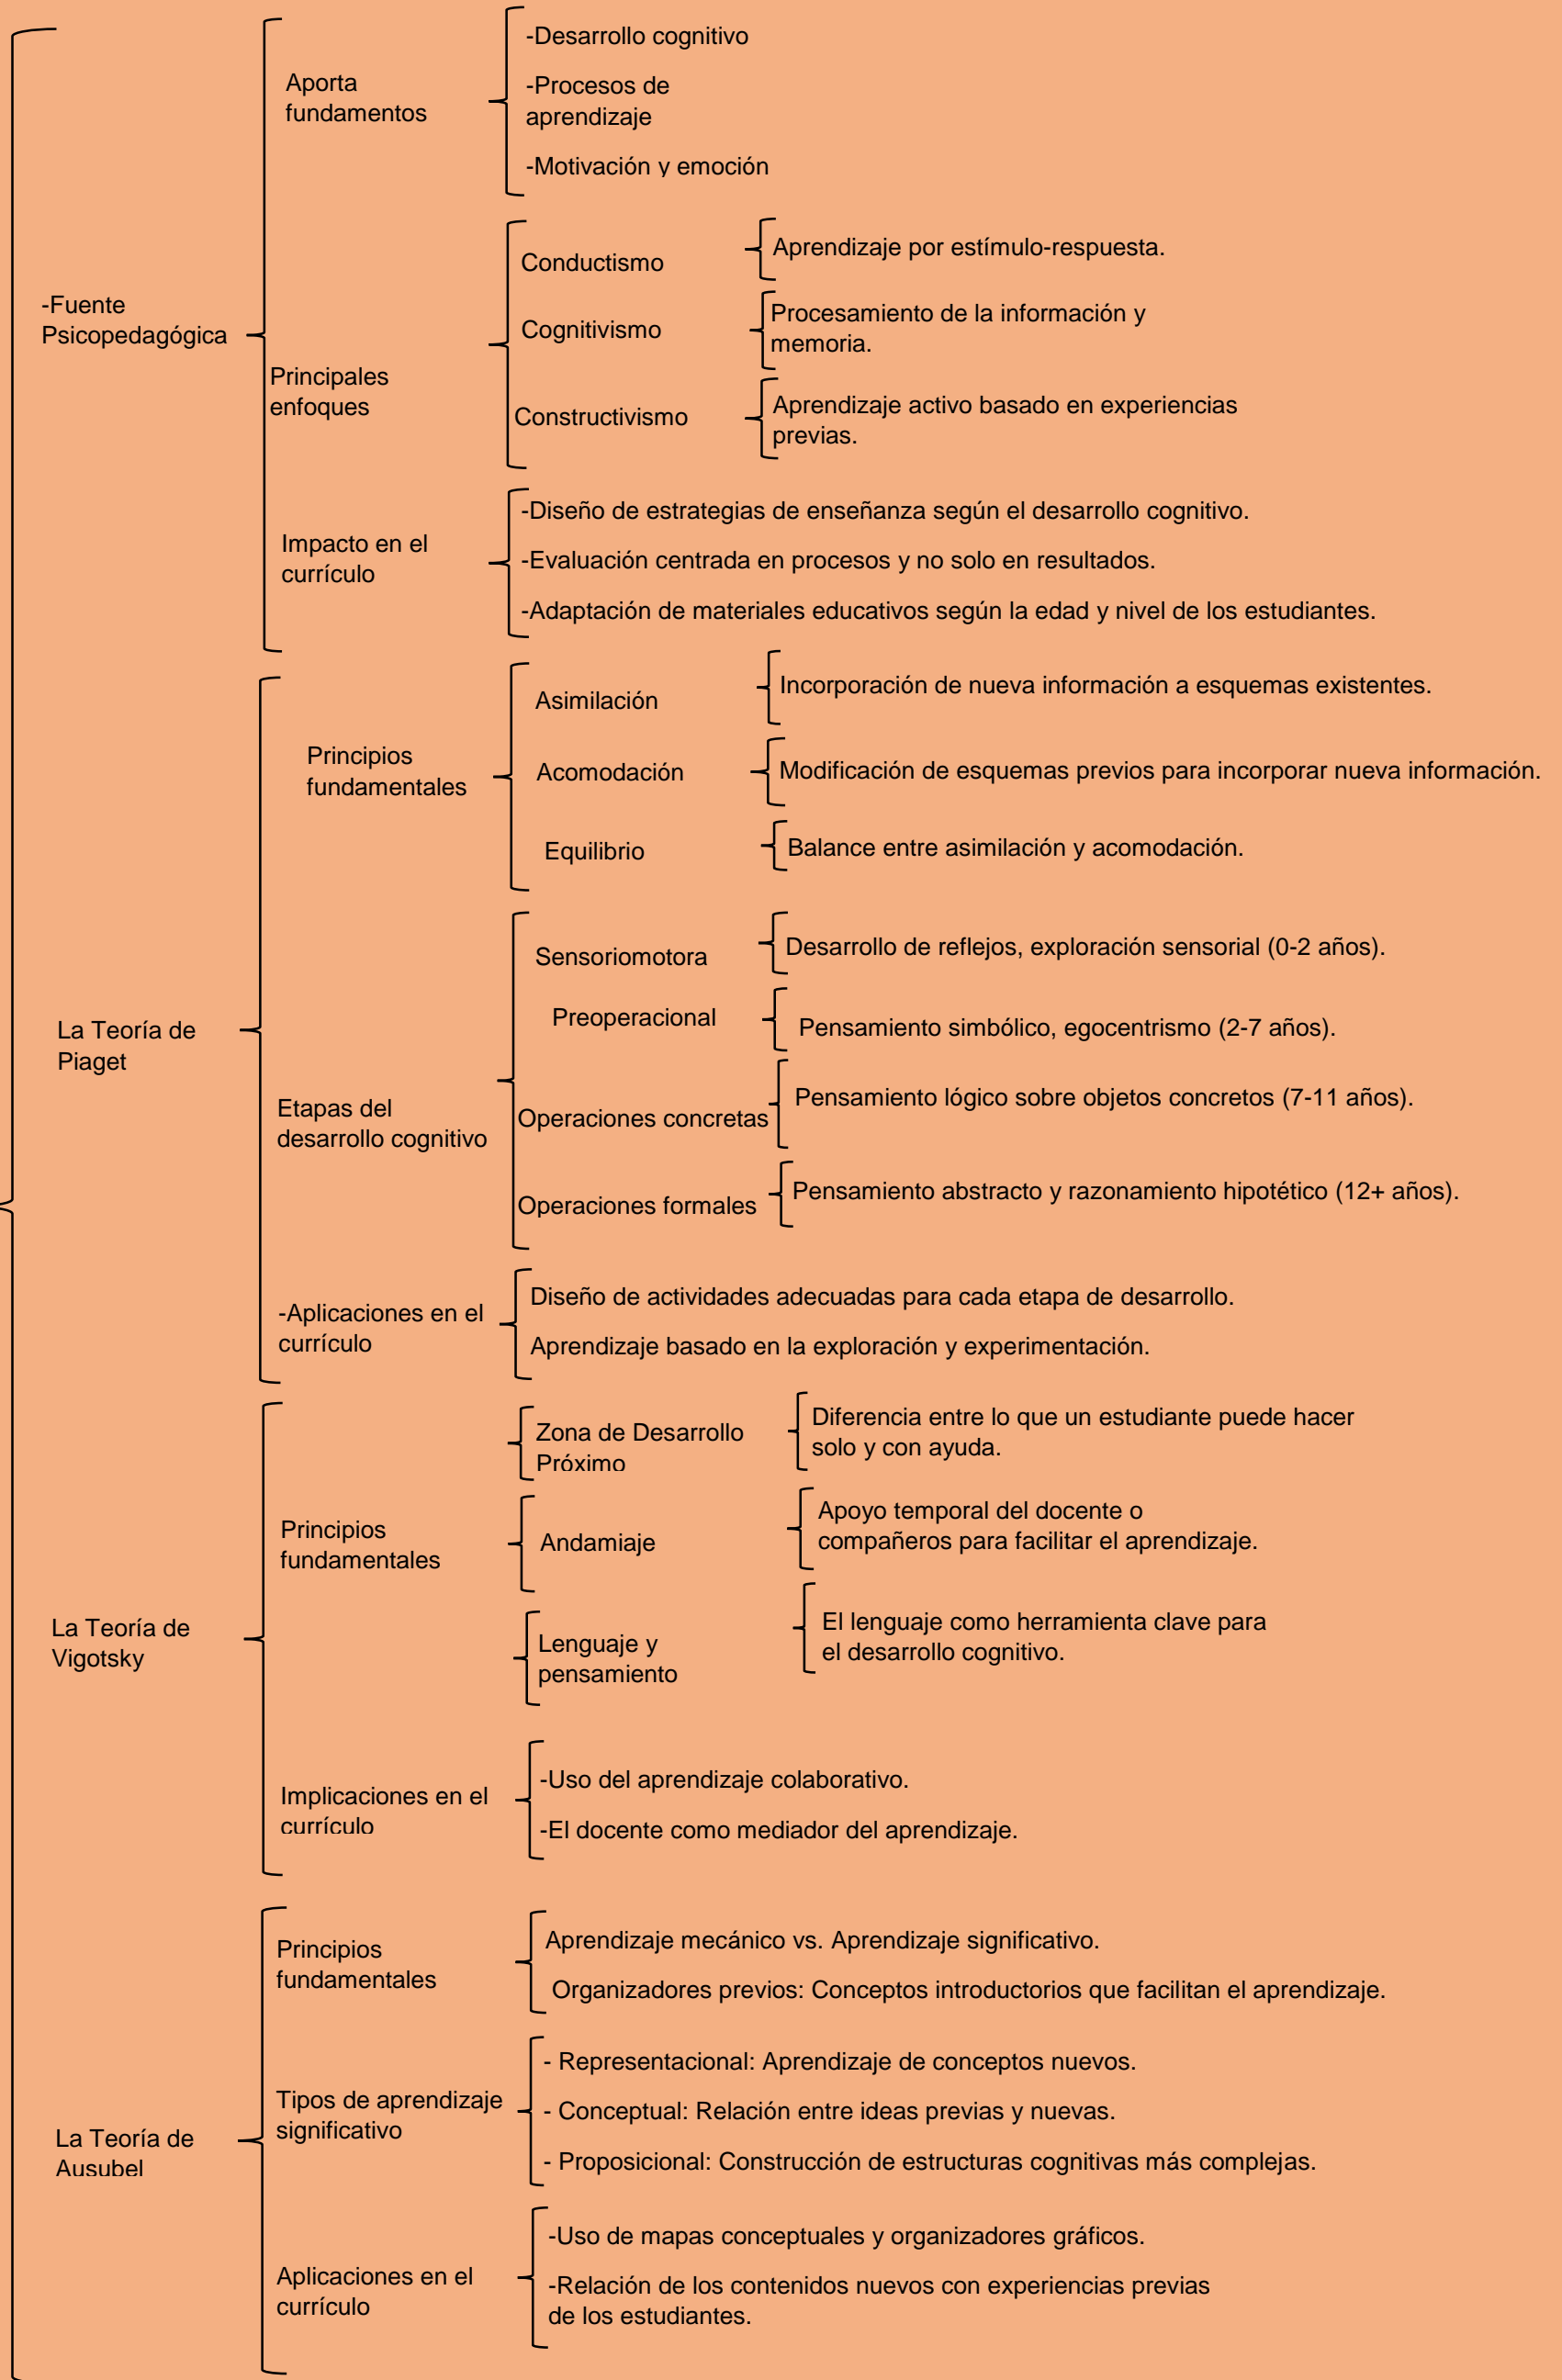 -Fuente
Psicopedagógica
Aporta
fundamentos
-Desarrollo cognitivo
-Procesos de
aprendizaje
-Motivación y emoción
Principales
enfoques
Conductismo
Aprendizaje por estímulo-respuesta.
Cognitivismo
Procesamiento de la información y
memoria.
Constructivismo
Aprendizaje activo basado en experiencias
previas.
Impacto en el
currículo
-Diseño de estrategias de enseñanza según el desarrollo cognitivo.
-Evaluación centrada en procesos y no solo en resultados.
-Adaptación de materiales educativos según la edad y nivel de los estudiantes.
La Teoría de
Piaget
Principios
fundamentales
Asimilación
Incorporación de nueva información a esquemas existentes.
Acomodación
Modificación de esquemas previos para incorporar nueva información.
Equilibrio
Balance entre asimilación y acomodación.
Etapas del
desarrollo cognitivo
Sensoriomotora
Desarrollo de reflejos, exploración sensorial (0-2 años).
Preoperacional
Pensamiento simbólico, egocentrismo (2-7 años).
Operaciones concretas
Pensamiento lógico sobre objetos concretos (7-11 años).
Operaciones formales
Pensamiento abstracto y razonamiento hipotético (12+ años).
-Aplicaciones en el
currículo
Diseño de actividades adecuadas para cada etapa de desarrollo.
Aprendizaje basado en la exploración y experimentación.
La Teoría de
Vigotsky
Principios
fundamentales
Zona de Desarrollo
Próximo
Diferencia entre lo que un estudiante puede hacer
solo y con ayuda.
Andamiaje
Apoyo temporal del docente o
compañeros para facilitar el aprendizaje.
Lenguaje y
pensamiento
El lenguaje como herramienta clave para
el desarrollo cognitivo.
Implicaciones en el
currículo
-Uso del aprendizaje colaborativo.
-El docente como mediador del aprendizaje.
La Teoría de
Ausubel
Principios
fundamentales
Aprendizaje mecánico vs. Aprendizaje significativo.
Organizadores previos: Conceptos introductorios que facilitan el aprendizaje.
Tipos de aprendizaje
significativo
- Representacional: Aprendizaje de conceptos nuevos.
- Conceptual: Relación entre ideas previas y nuevas.
- Proposicional: Construcción de estructuras cognitivas más complejas.
Aplicaciones en el
currículo
-Uso de mapas conceptuales y organizadores gráficos.
-Relación de los contenidos nuevos con experiencias previas
de los estudiantes.